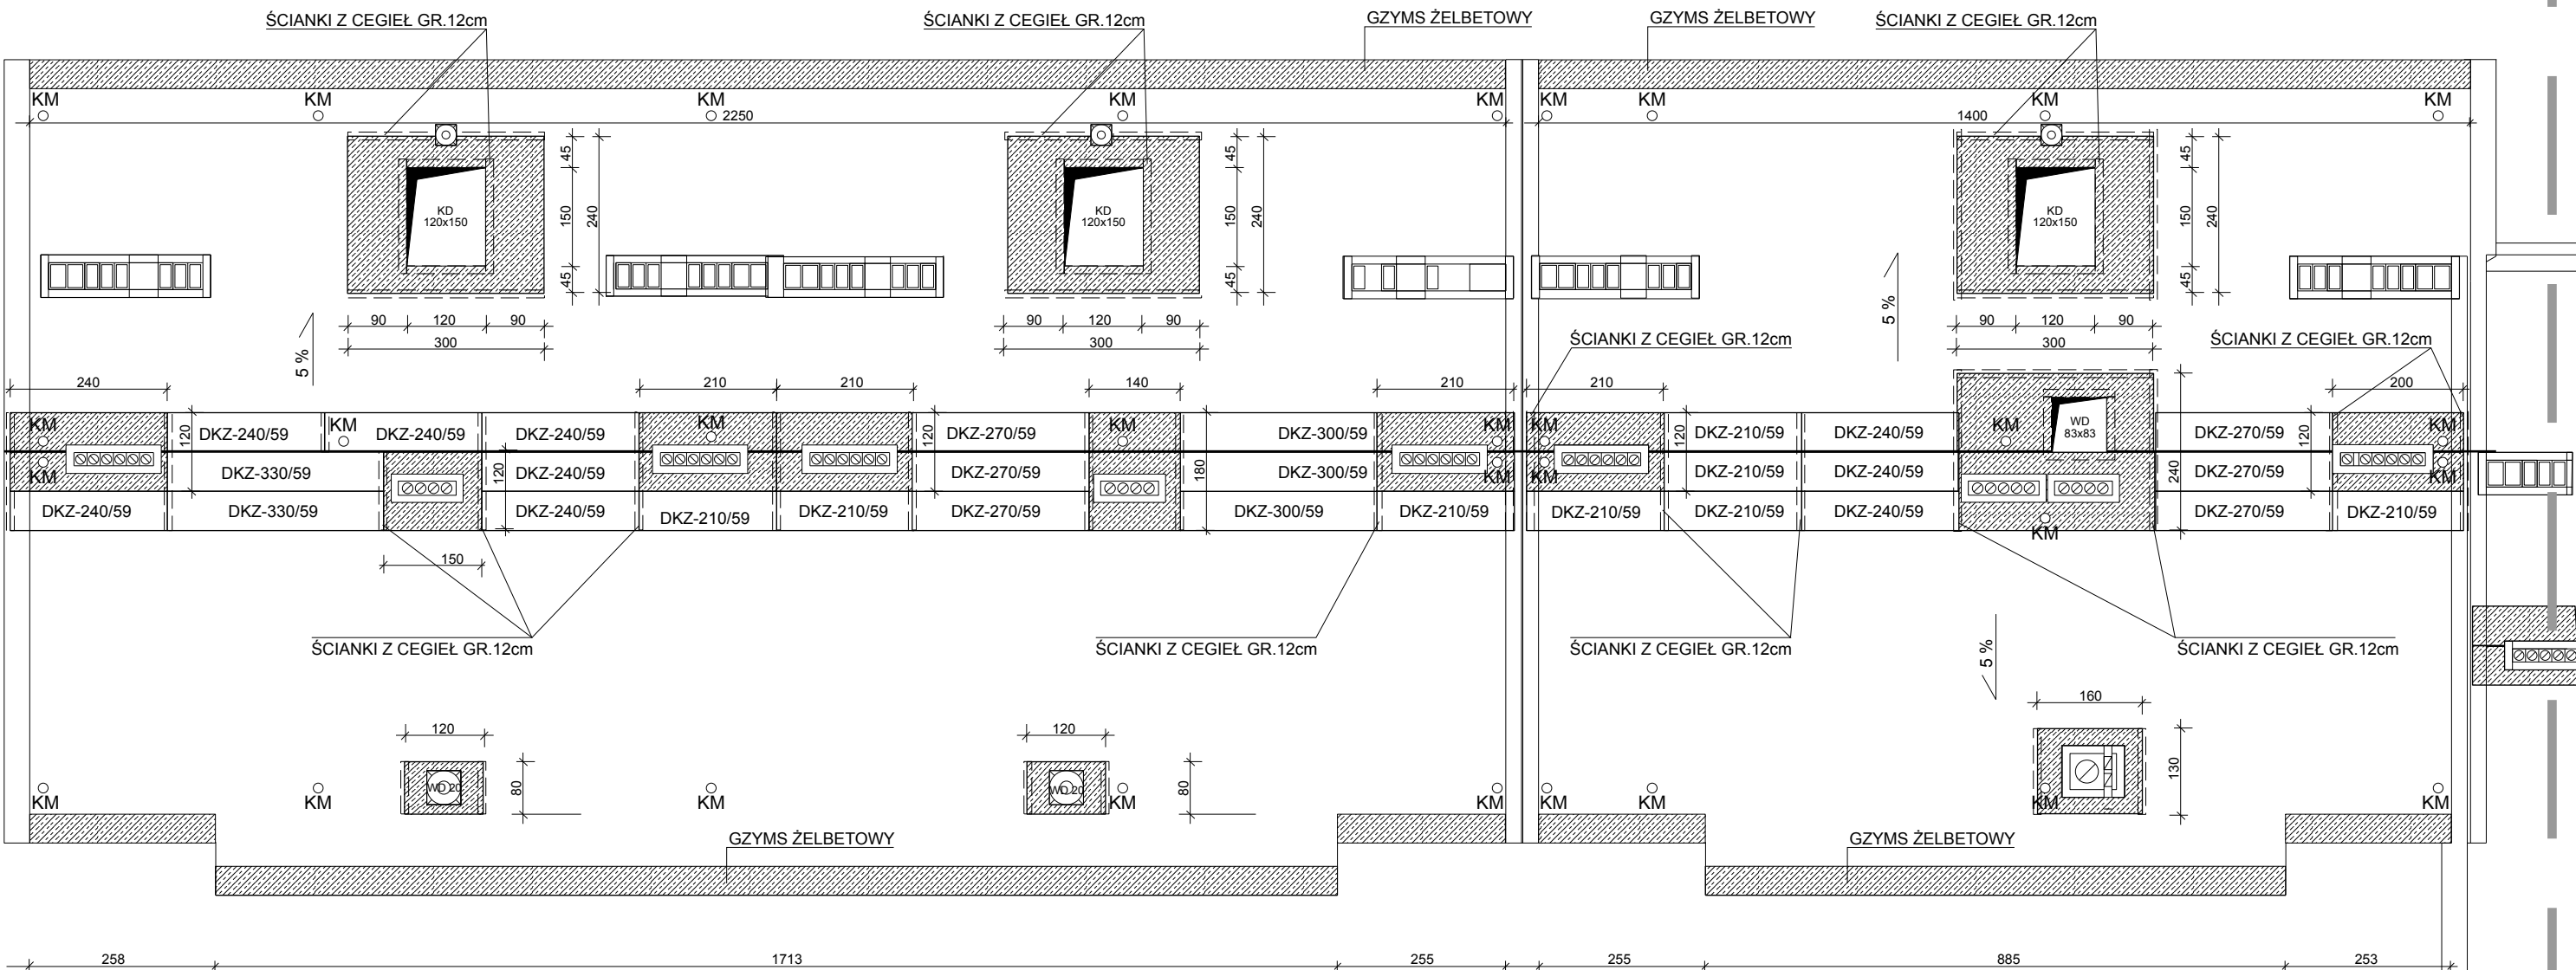 ŚCIANKI Z CEGIEŁ GR.12cm
ŚCIANKI Z CEGIEŁ GR.12cm
GZYMS ŻELBETOWY
GZYMS ŻELBETOWY
ŚCIANKI Z CEGIEŁ GR.12cm
KM
KM
KM
KM
KM
KM
KM
KM
KM
2250
1400
45
150
45
240
45
150
45
240
45
150
45
240
KD
120x150
KD
120x150
KD
120x150
90
120
90
90
120
90
90
120
90
300
300
300
5 %
5 %
ŚCIANKI Z CEGIEŁ GR.12cm
ŚCIANKI Z CEGIEŁ GR.12cm
240
210
210
140
210
210
200
KM
KM
KM
KM
KM
KM
KM
KM
DKZ-240/59
DKZ-240/59
DKZ-240/59
DKZ-270/59
DKZ-300/59
DKZ-210/59
DKZ-240/59
WD
83x83
DKZ-270/59
120
120
120
120
120
180
240
KM
DKZ-330/59
DKZ-240/59
DKZ-270/59
DKZ-300/59
KM
KM
DKZ-210/59
DKZ-240/59
DKZ-270/59
KM
DKZ-240/59
DKZ-330/59
DKZ-240/59
DKZ-210/59
DKZ-210/59
DKZ-270/59
DKZ-300/59
DKZ-210/59
DKZ-210/59
DKZ-210/59
DKZ-240/59
KM
DKZ-270/59
DKZ-210/59
150
ŚCIANKI Z CEGIEŁ GR.12cm
ŚCIANKI Z CEGIEŁ GR.12cm
ŚCIANKI Z CEGIEŁ GR.12cm
ŚCIANKI Z CEGIEŁ GR.12cm
5 %
120
120
160
80
80
130
WD 20
WD 20
KM
KM
KM
KM
KM
KM
KM
KM
KM
GZYMS ŻELBETOWY
GZYMS ŻELBETOWY
258
1713
255
255
885
253